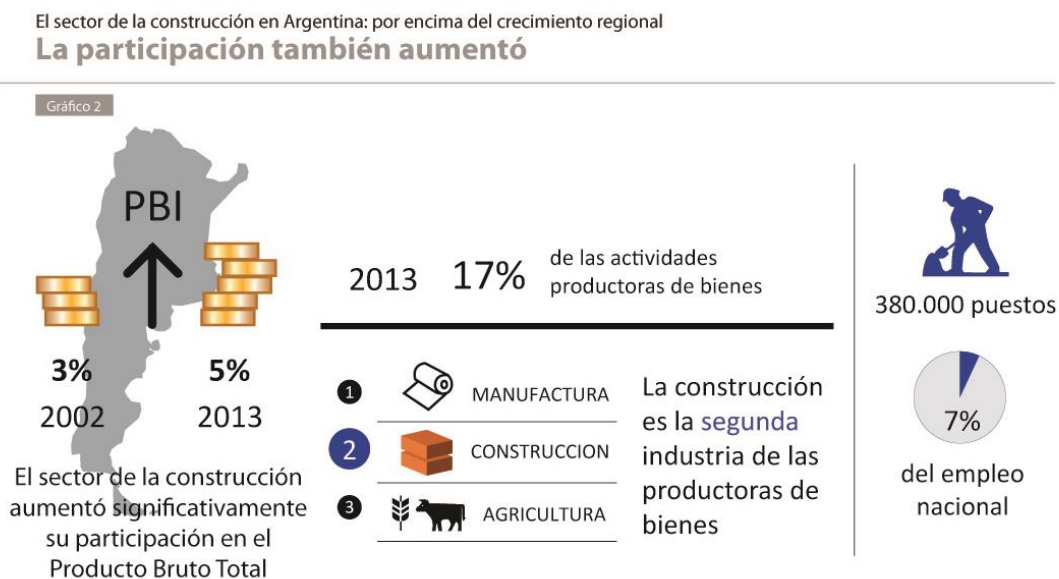 El sector de la construcción en Argentina: por encima del crecimiento regional
La participación también aumentó
Gráfico 2
PBI
3%
2002
5%
2013
El sector de la construcción
aumentó significativamente
su participación en el
Producto Bruto Total
2013 17% de las actividades
productoras de bienes
1 MANUFACTURA
2 CONSTRUCCION
3 AGRICULTURA
La construcción
es la segunda
industria de las
productoras de
bienes
380.000 puestos
7%
del empleo
nacional